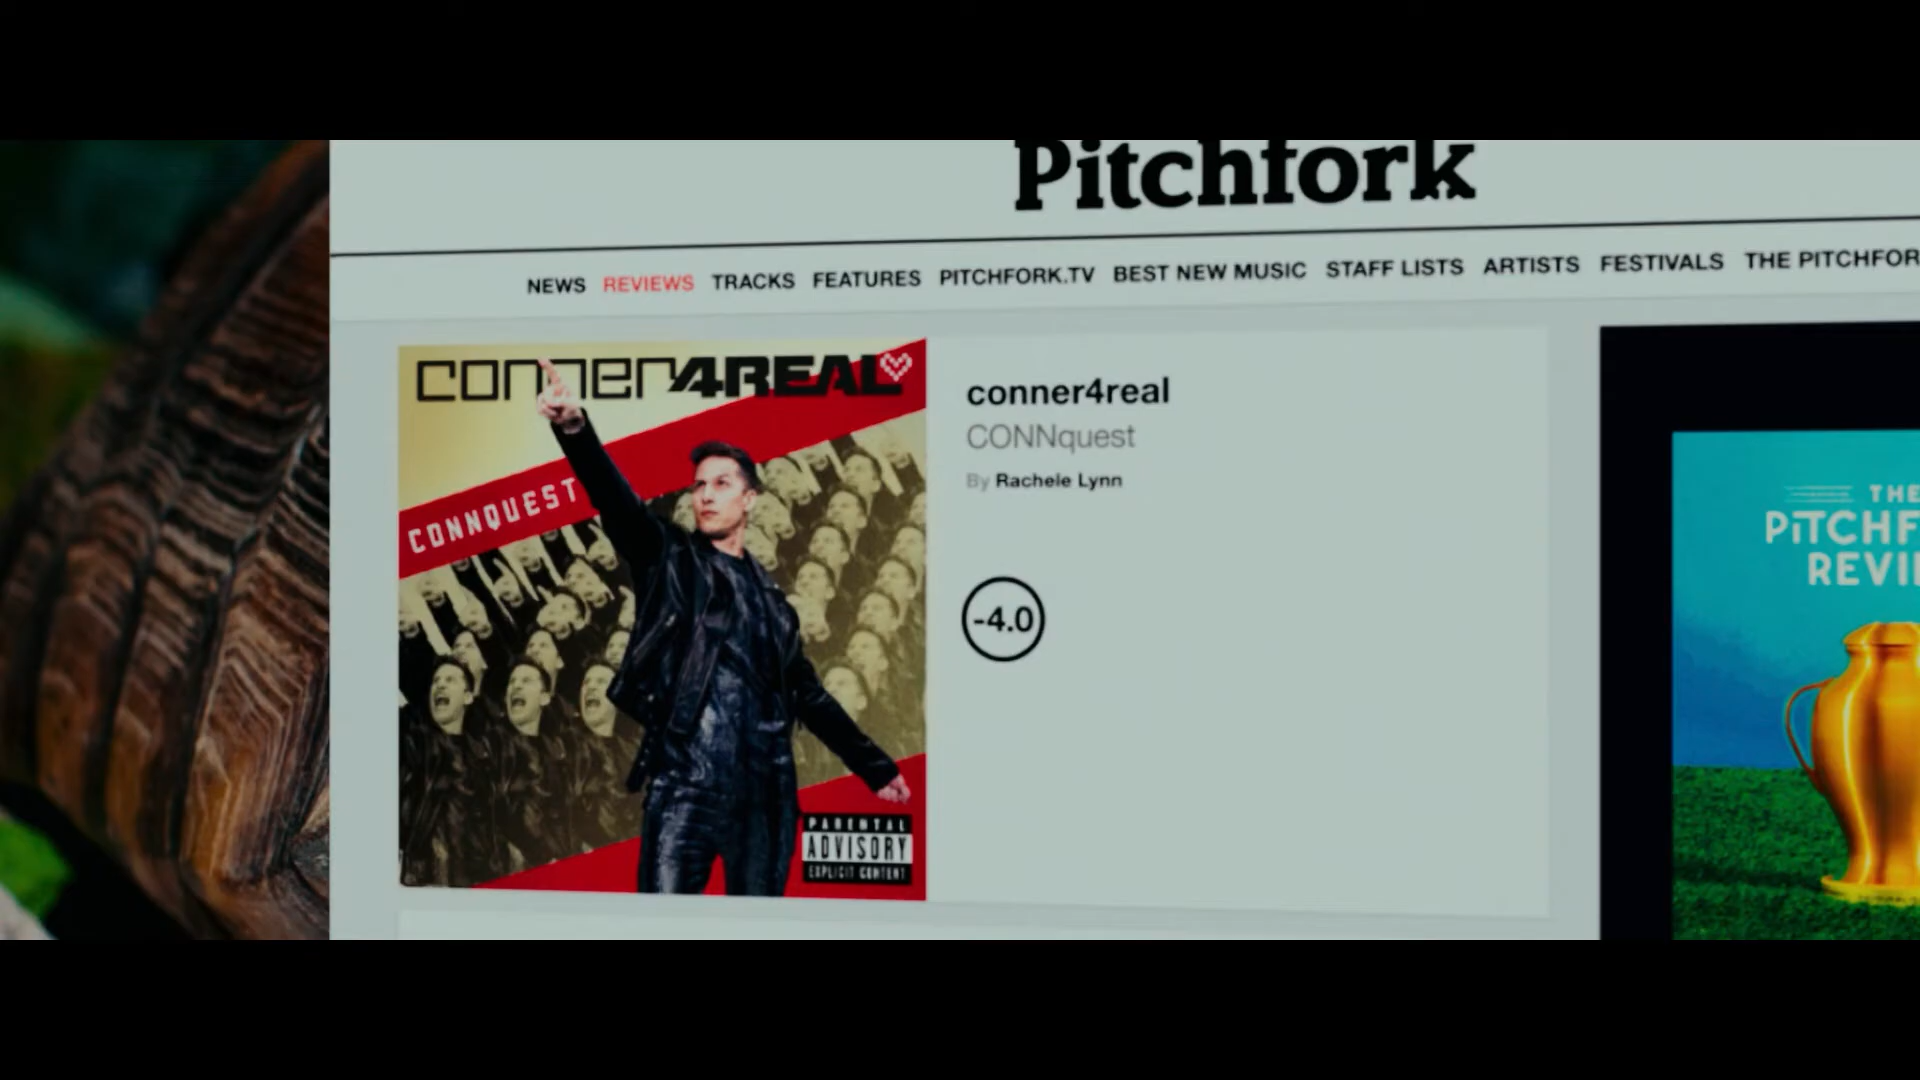 Pitchfork
NEWS REVIEWS TRACKS FEATURES PITCHFORK.TV BEST NEW MUSIC STAFF LISTS ARTISTS FESTIVALS THE PITCHFOR
conner4REAL
CONNQUEST
PARENTAL
ADVISORY
EXPLICIT CONTENT
conner4real
CONNquest
By Rachele Lynn
-4.0
THE
PiTCHF
REVI